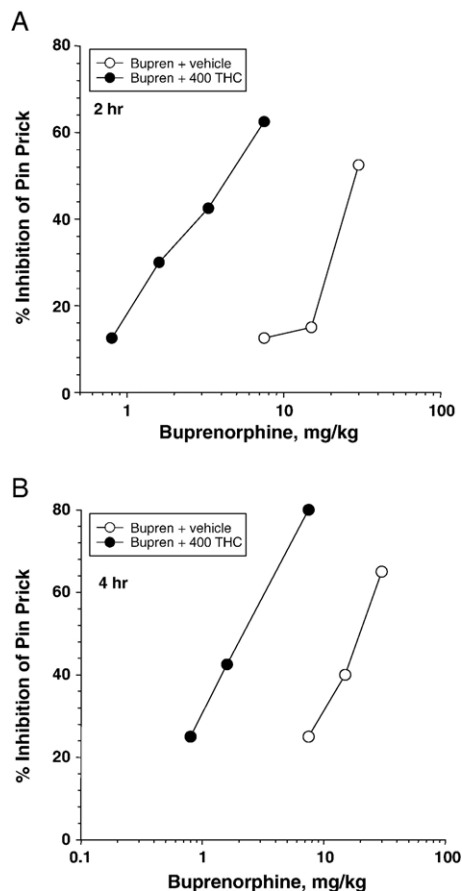 A
80
Bupren + vehicle
Bupren + 400 THC
2 hr
60
40
20
0
% Inhibition of Pin Prick
1 10 100
Buprenorphine, mg/kg
B
80
Bupren + vehicle
Bupren + 400 THC
4 hr
60
40
20
0
% Inhibition of Pin Prick
0.1 1 10 100
Buprenorphine, mg/kg